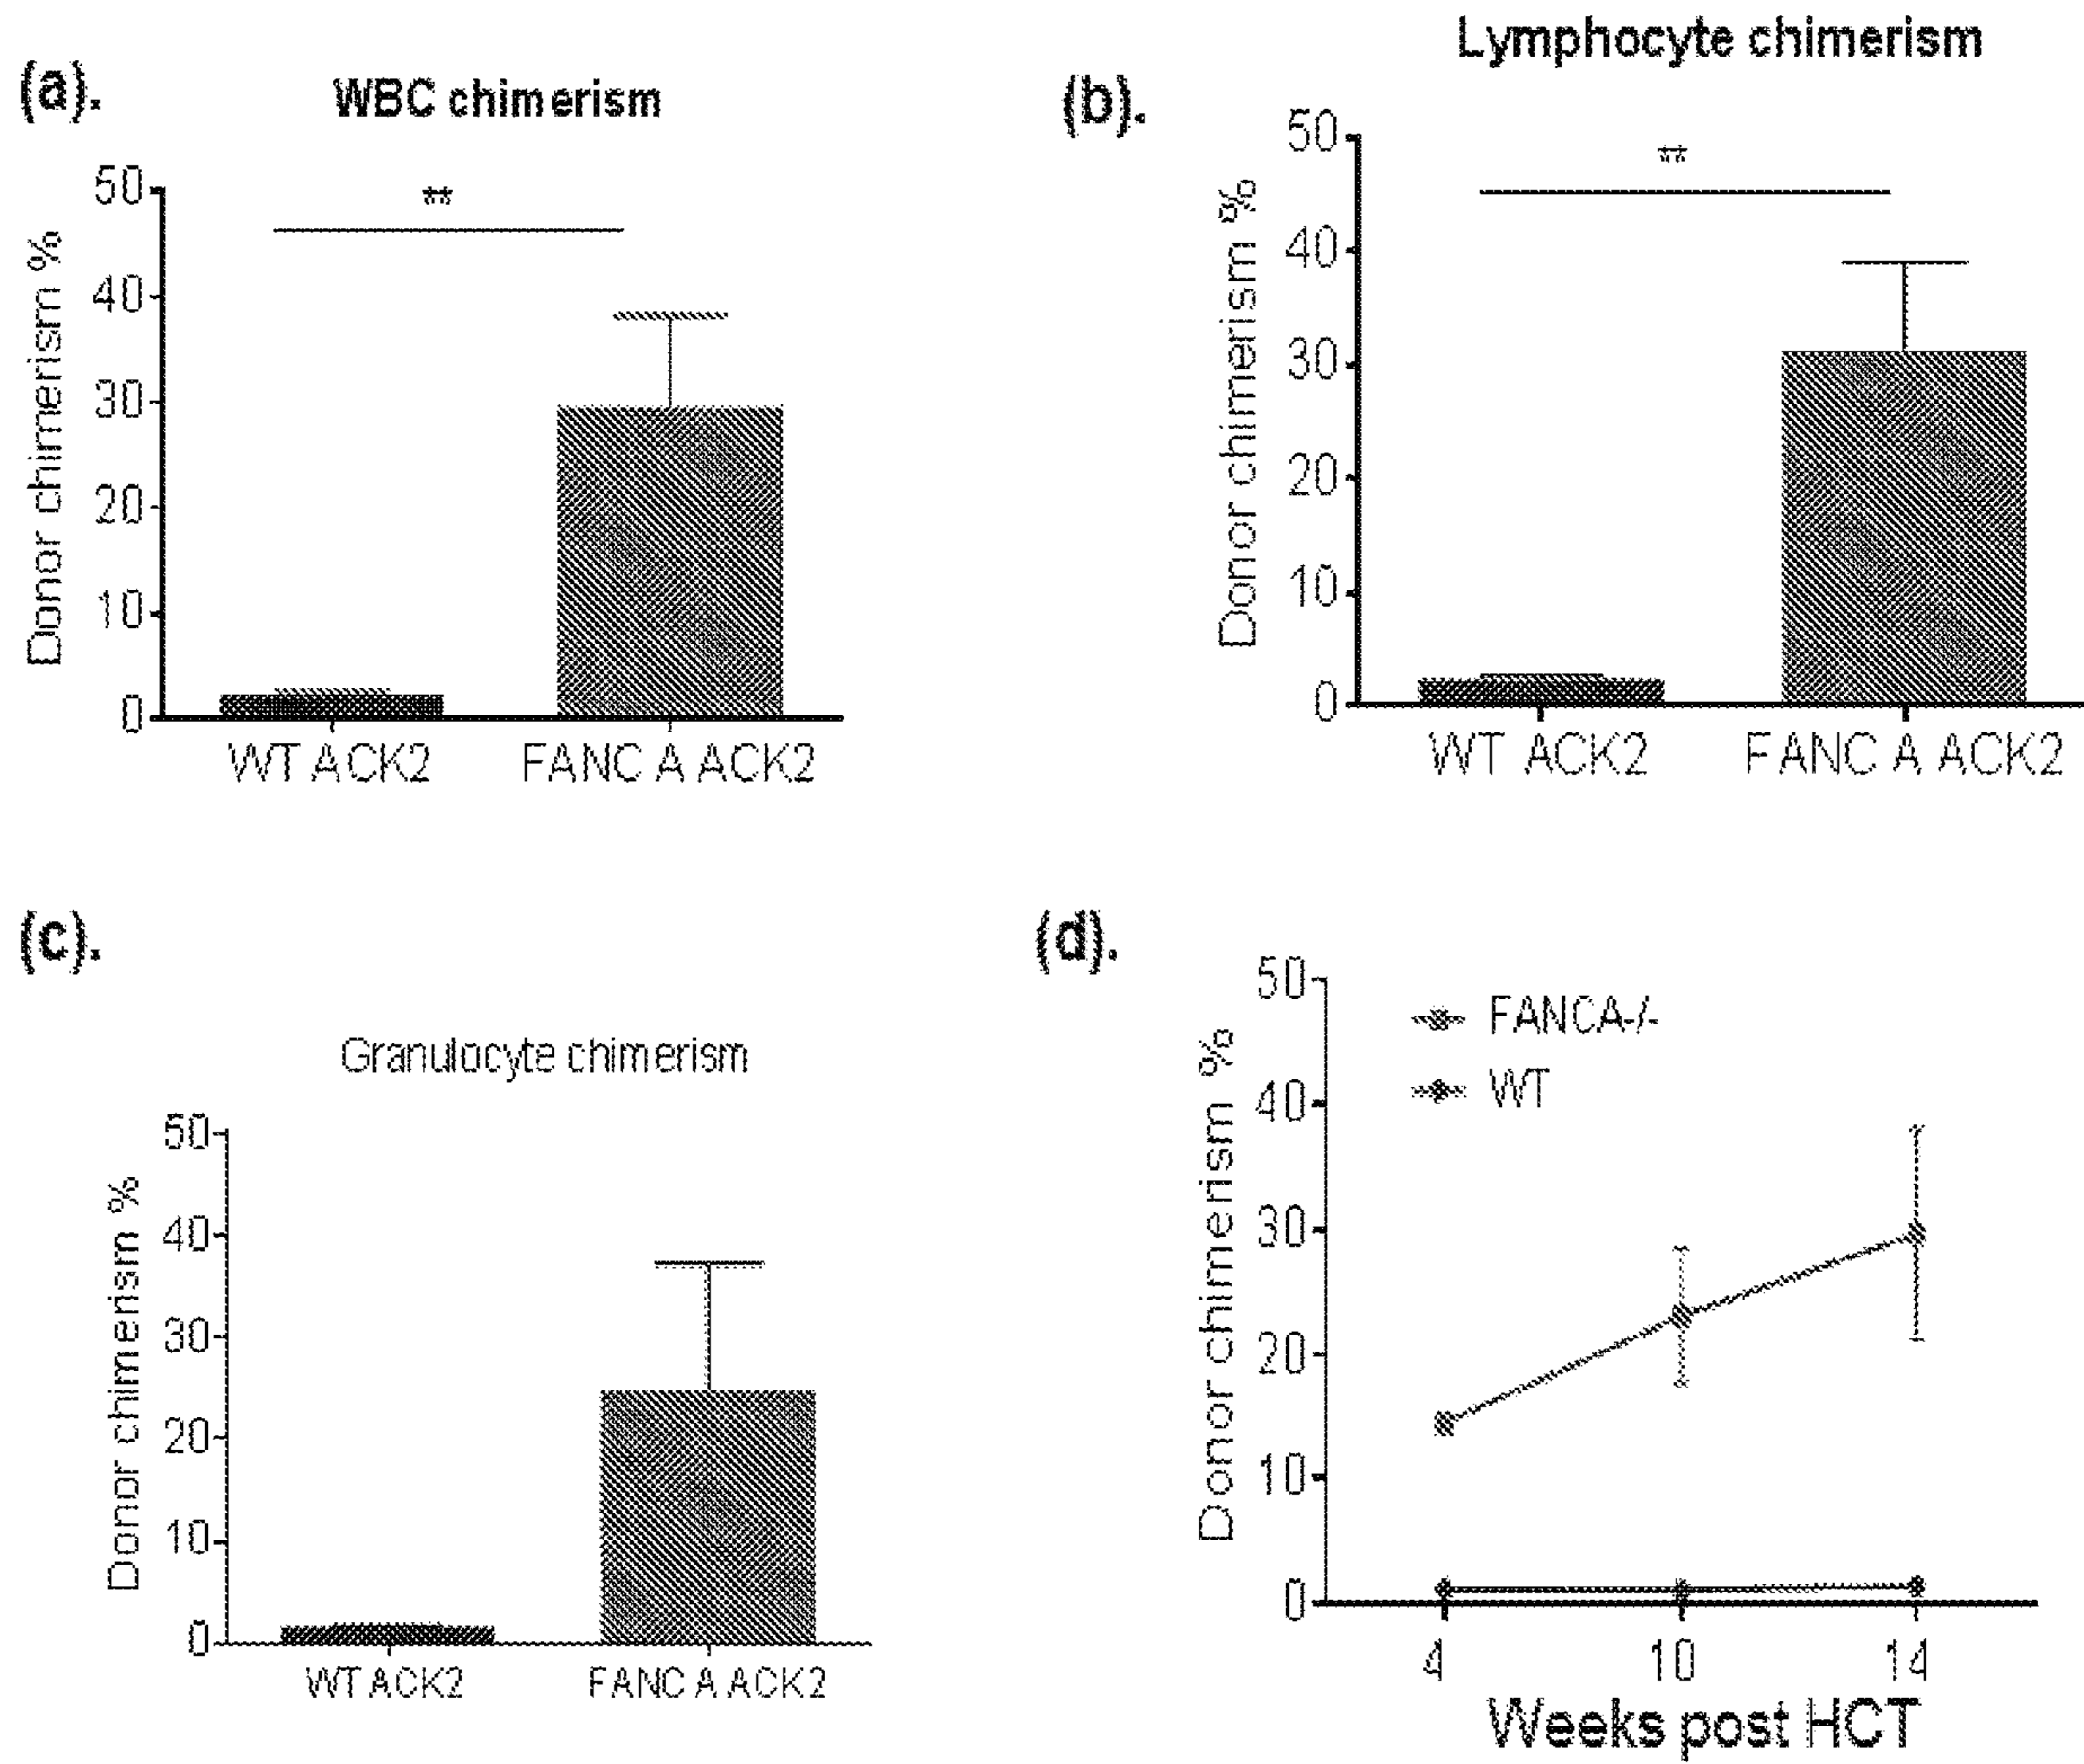 (a).
WBC chimerism
**
Donor chimerism %
50
40
30
20
10
0
WT ACK2
FANC A ACK2
(b).
Lymphocyte chimerism
**
Donor chimerism %
50
40
30
20
10
0
WT ACK2
FANC A ACK2
(c).
Granulocyte chimerism
Donor chimerism %
50
40
30
20
10
0
WT ACK2
FANC A ACK2
(d).
FANCA-/-
WT
Donor chimerism %
50
40
30
20
10
0
4 10 14
Weeks post HCT